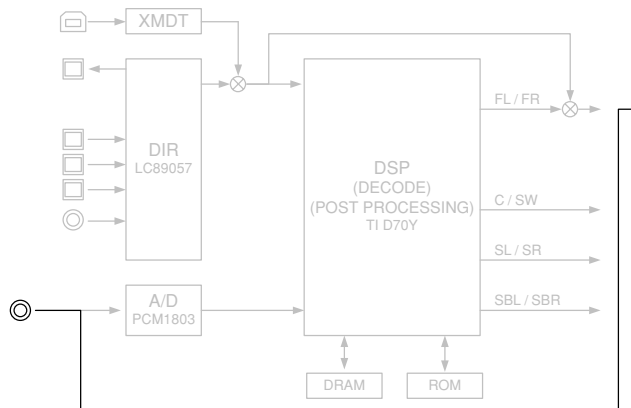 XMDT
FL / FR
DIR
LC89057
DSP
(DECODE)
(POST PROCESSING)
TI D70Y
C / SW
SL / SR
A/D
PCM1803
SBL / SBR
DRAM
ROM